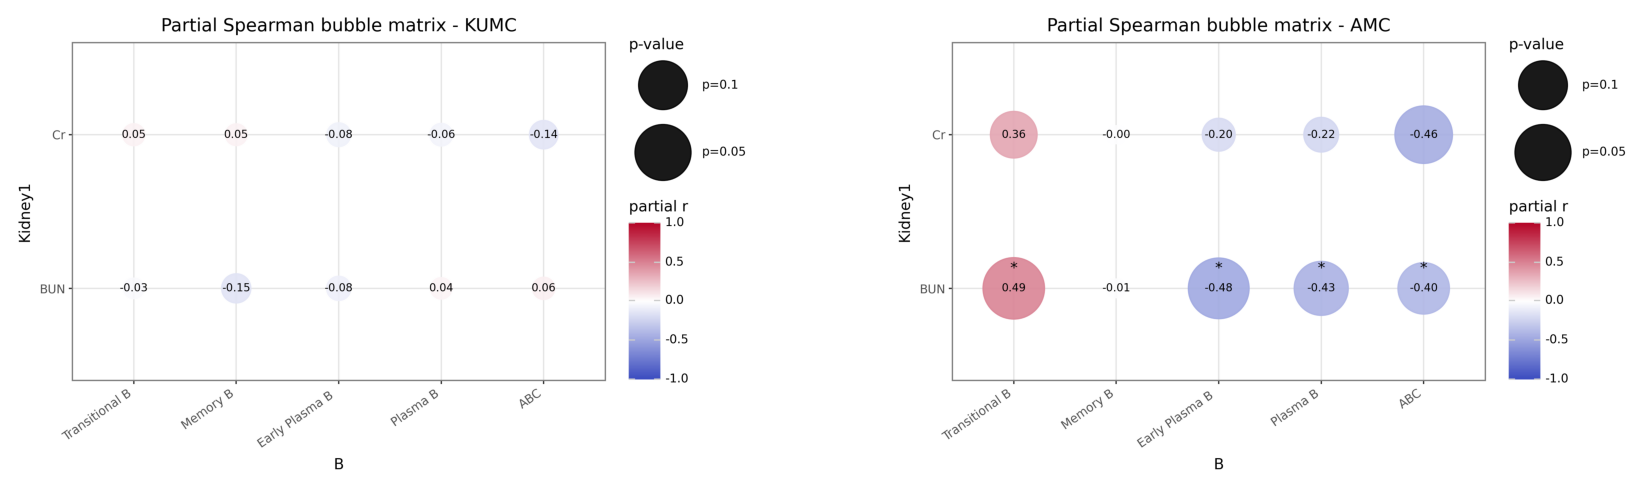 Partial Spearman bubble matrix - KUMC
Kidney1
Cr
0.05
0.05
-0.08
-0.06
-0.14
BUN
-0.03
-0.15
-0.08
0.04
0.06
Transitional B
Memory B
Early Plasma B
Plasma B
ABC
B
p-value
p=0.1
p=0.05
partial r
1.0
0.5
0.0
-0.5
-1.0
Partial Spearman bubble matrix - AMC
Kidney1
Cr
0.36
-0.00
-0.20
-0.22
-0.46
BUN
*
*
*
*
0.49
-0.01
-0.48
-0.43
-0.40
Transitional B
Memory B
Early Plasma B
Plasma B
ABC
B
p-value
p=0.1
p=0.05
partial r
1.0
0.5
0.0
-0.5
-1.0